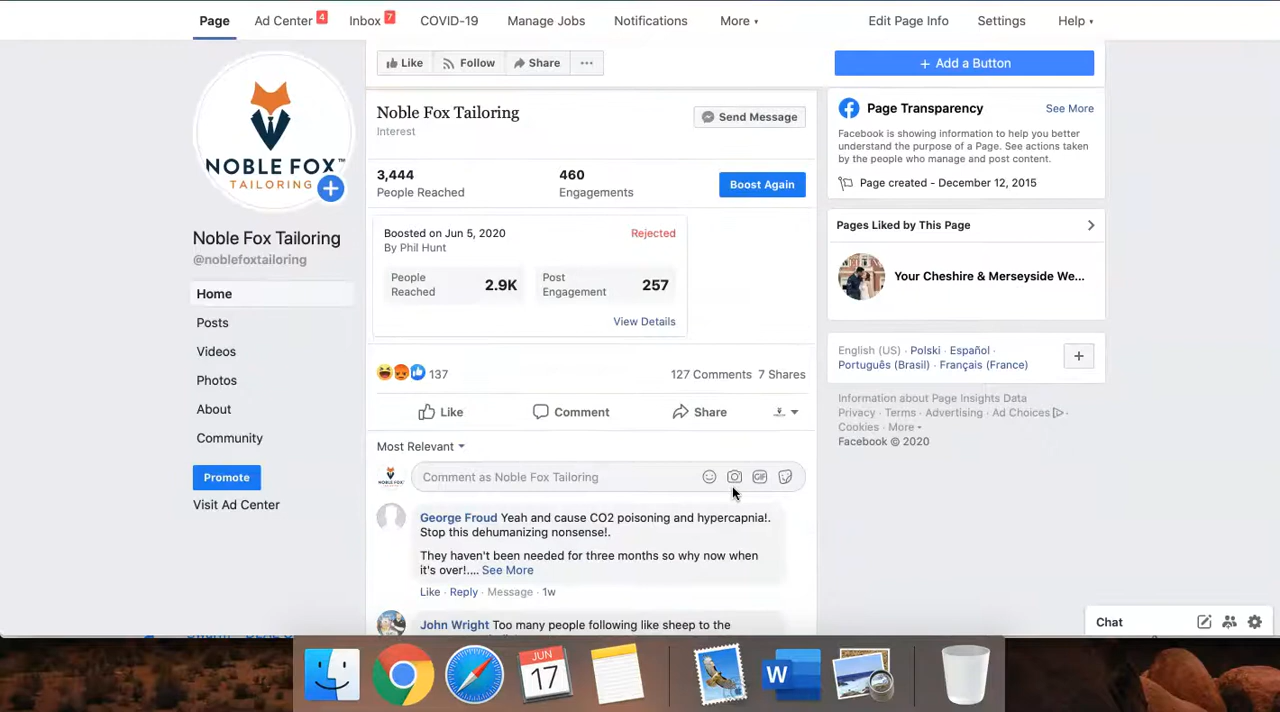 Page Ad Center 4 Inbox 7 COVID-19 Manage Jobs Notifications More Edit Page Info Settings Help
NOBLE FOX™
TAILORING
Noble Fox Tailoring
@noblefoxtailoring
Home
Posts
Videos
Photos
About
Community
Promote
Visit Ad Center
Like Follow Share ...
+ Add a Button
Noble Fox Tailoring
Interest
Send Message
3,444
People Reached
460
Engagements
Boost Again
Boosted on Jun 5, 2020 Rejected
By Phil Hunt
People
Reached
2.9K
Post
Engagement
257
View Details
137 127 Comments 7 Shares
Like Comment Share
Most Relevant
Comment as Noble Fox Tailoring GIF
George Froud Yeah and cause CO2 poisoning and hypercapnia!.
Stop this dehumanizing nonsense!.
They haven't been needed for three months so why now when
it's over!.... See More
Like · Reply · Message · 1w
John Wright Too many people following like sheep to the
Page Transparency See More
Facebook is showing information to help you better
understand the purpose of a Page. See actions taken
by the people who manage and post content.
Page created - December 12, 2015
Pages Liked by This Page
Your Cheshire & Merseyside We...
English (US) · Polski · Español ·
Português (Brasil) · Français (France)
+
Information about Page Insights Data
Privacy · Terms · Advertising · Ad Choices ·
Cookies · More
Facebook © 2020
Chat
JUN
17
W